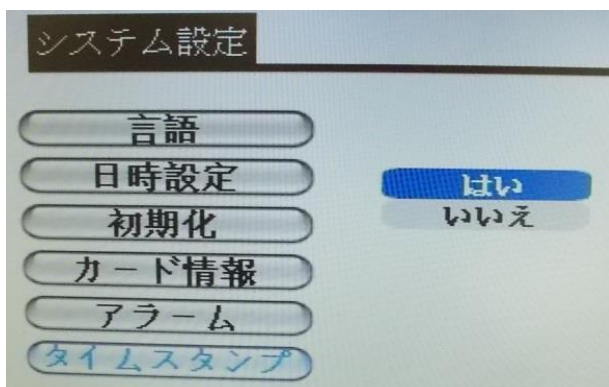 システム設定
言語
日時設定
初期化
カード情報
アラーム
タイムスタンプ
はい
いいえ